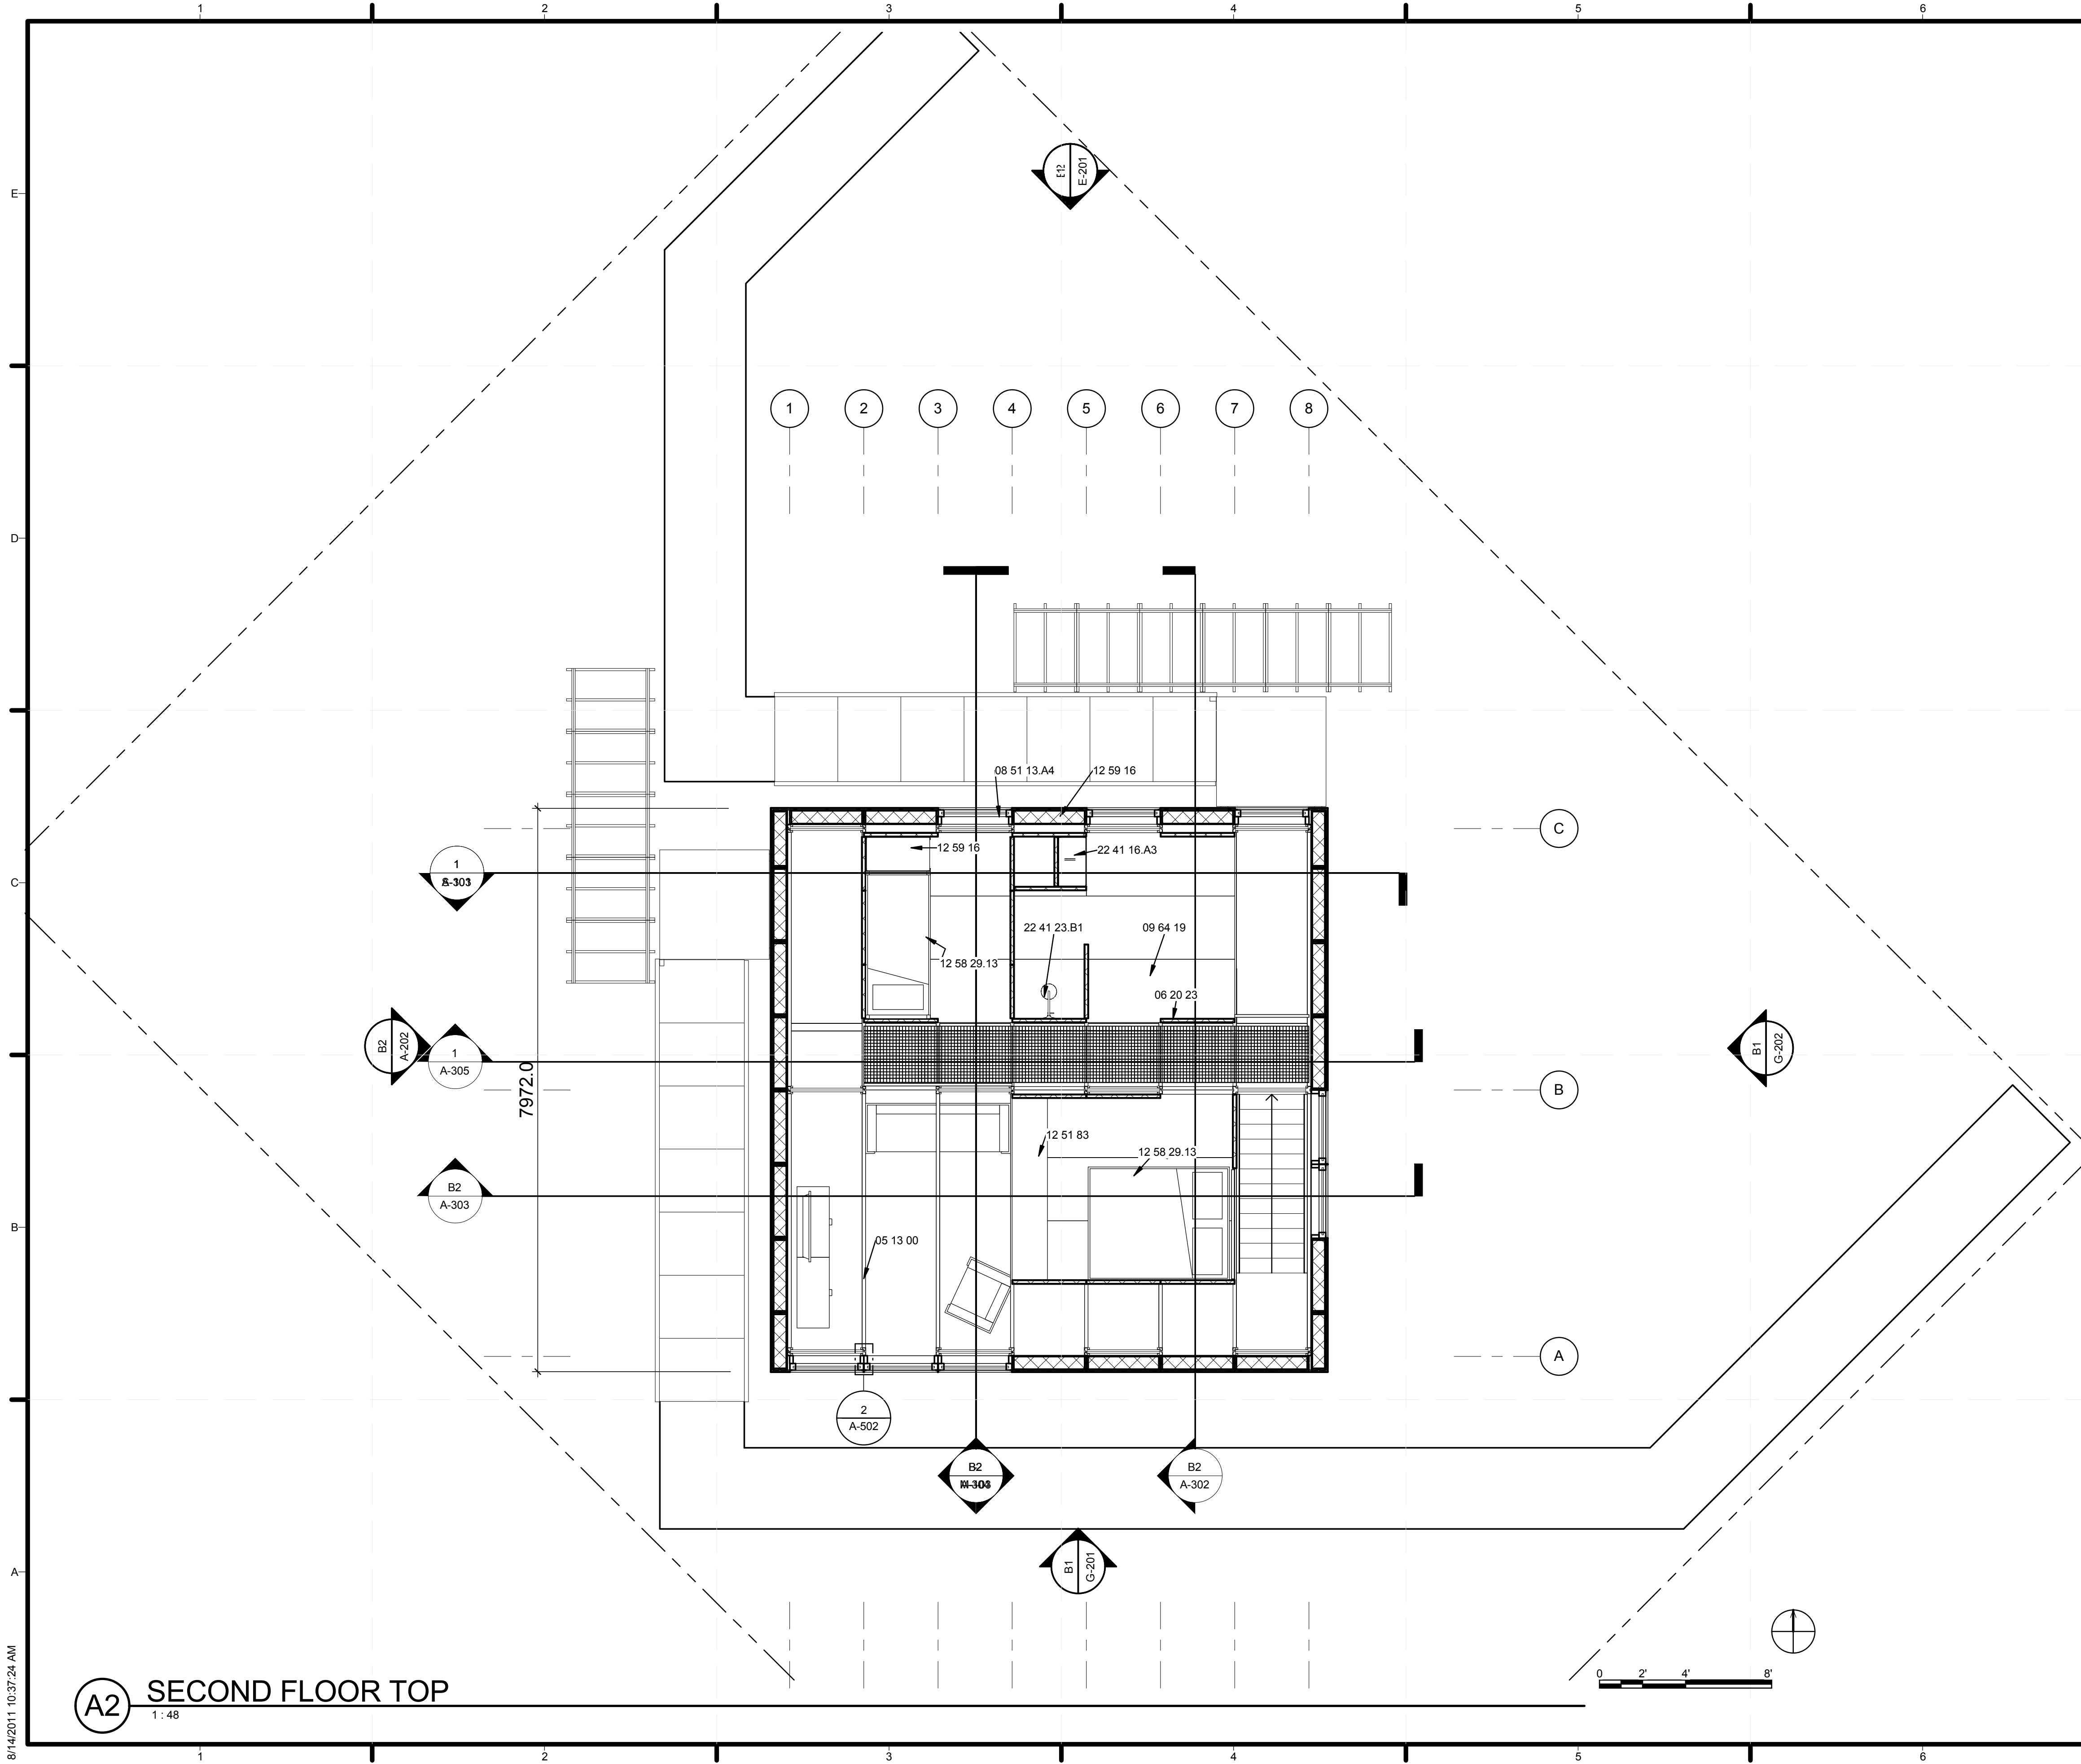 1 2 3 4 5 6
E
E-201
1 2 3 4 5 6 7 8
D
08 51 13.A4
12 59 16
C
12 59 16
22 41 16.A3
1
C
22 41 23.B1
09 64 19
12 58 29.13
06 20 23
B2
A-202
1
A-305
B1
G-202
7972.0
B
12 51 83
12 58 29.13
B2
A-303
B
05 13 00
A
2
A-502
B2
B2
A-302
B1
G-201
A
0 2' 4' 8'
A2
SECOND FLOOR TOP
1 : 48
8/14/2011 10:37:24 AM
1 2 3 4 5 6